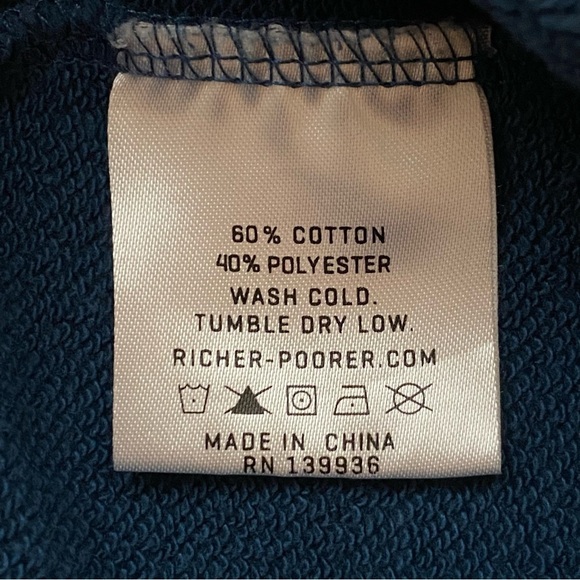 60% COTTON
40% POLYESTER
WASH COLD.
TUMBLE DRY LOW.
RICHER-POORER.COM
MADE IN CHINA
RN 139936